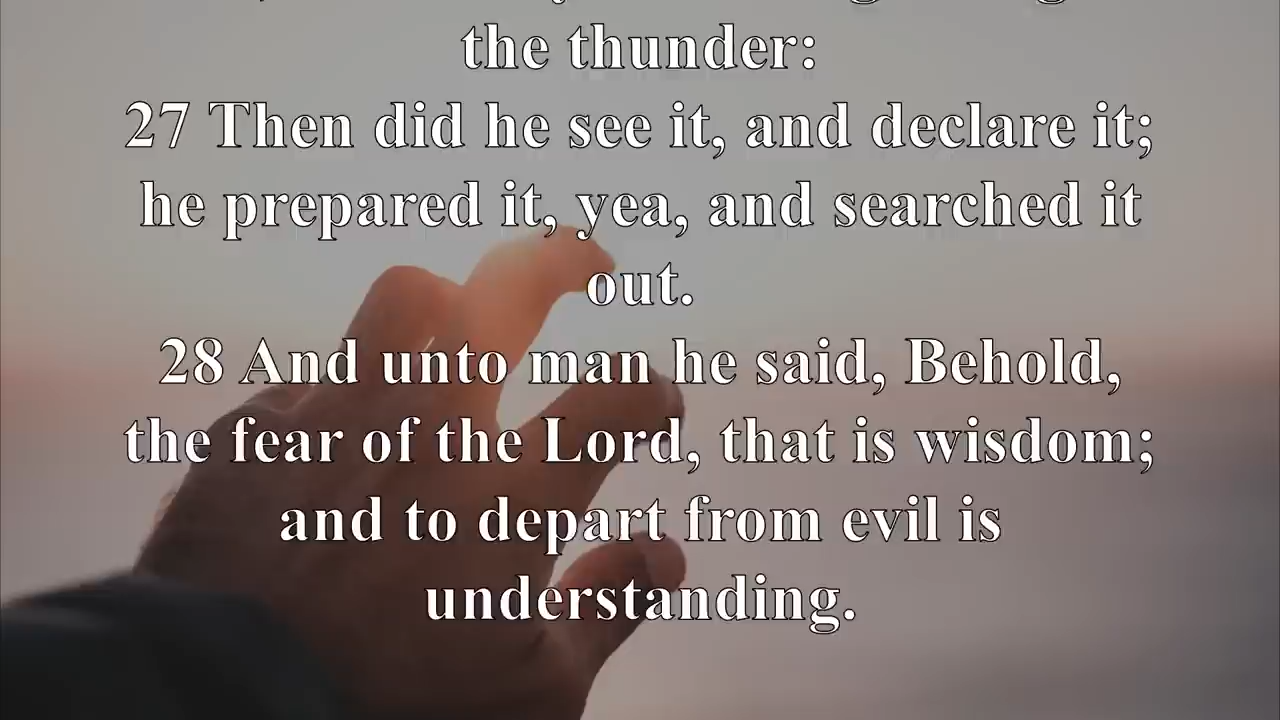 the thunder:
27 Then did he see it, and declare it;
he prepared it, yea, and searched it
out.
28 And unto man he said, Behold,
the fear of the Lord, that is wisdom;
and to depart from evil is
understanding.